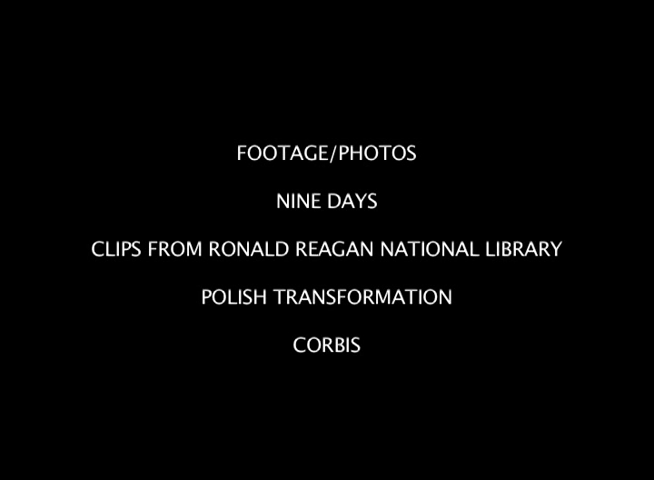 FOOTAGE/PHOTOS
NINE DAYS
CLIPS FROM RONALD REAGAN NATIONAL LIBRARY
POLISH TRANSFORMATION
CORBIS